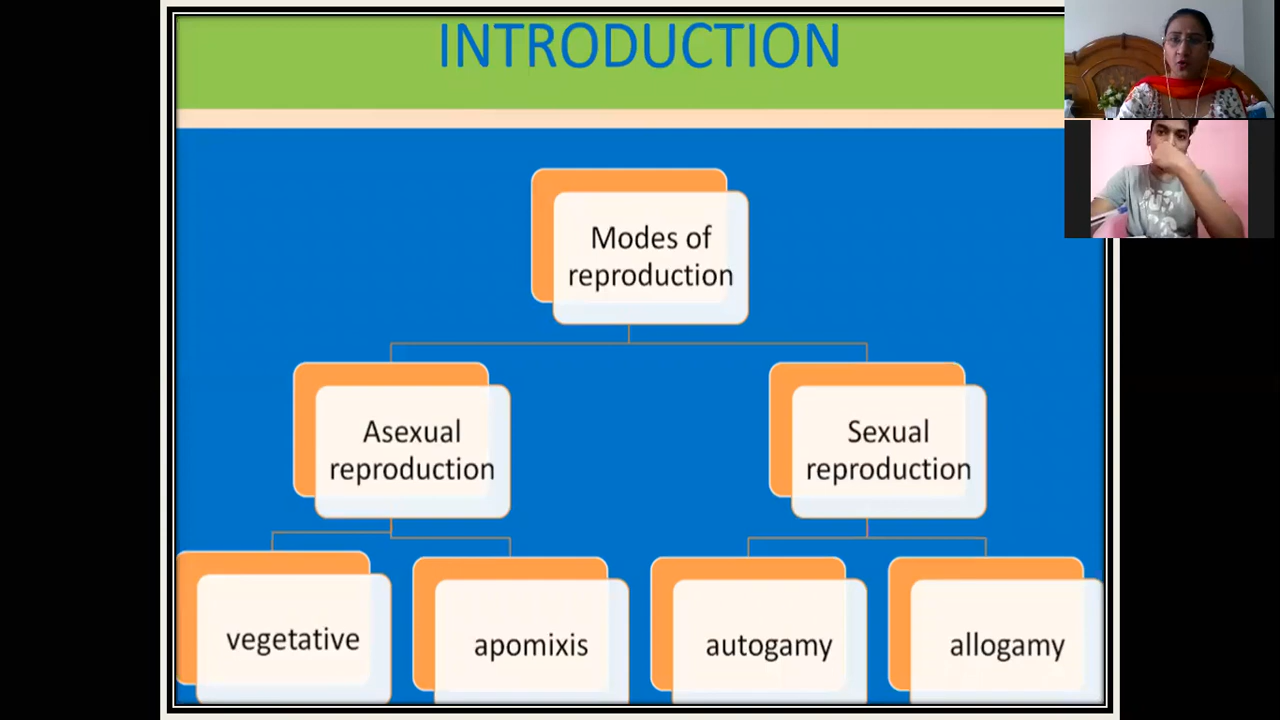 INTRODUCTION
Modes of
reproduction
Asexual
reproduction
Sexual
reproduction
vegetative
apomixis
autogamy
allogamy